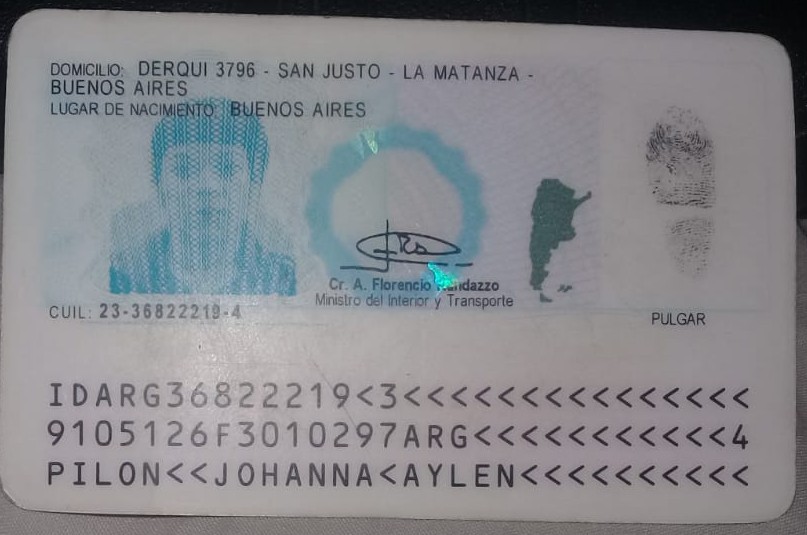 DOMICILIO: DERQUI 3796 - SAN JUSTO - LA MATANZA -
BUENOS AIRES
LUGAR DE NACIMIENTO: BUENOS AIRES
Cr. A. Florencio
Ministro del Interior y Transporte
CUIL: 23-36822219-4
PULGAR
IDARG36822219<3<<<<<<<<<<<<<<<
9105126F3010297ARG<<<<<<<<<<<4
PILON<<JOHANNA<AYLEN<<<<<<<<<<